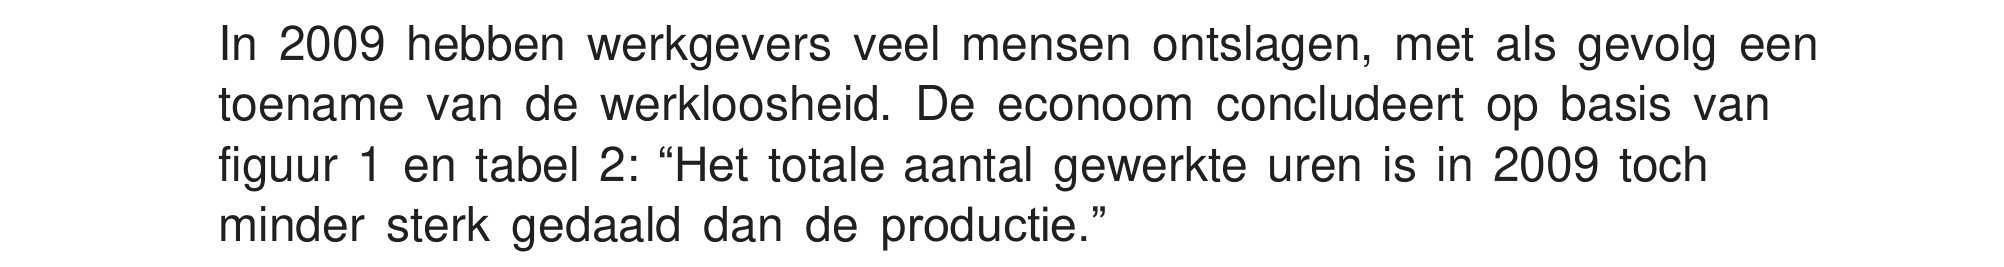 In 2009 hebben werkgevers veel mensen ontslagen, met als gevolg een
toename van de werkloosheid. De econoom concludeert op basis van
figuur 1 en tabel 2: “Het totale aantal gewerkte uren is in 2009 toch
minder sterk gedaald dan de productie.”